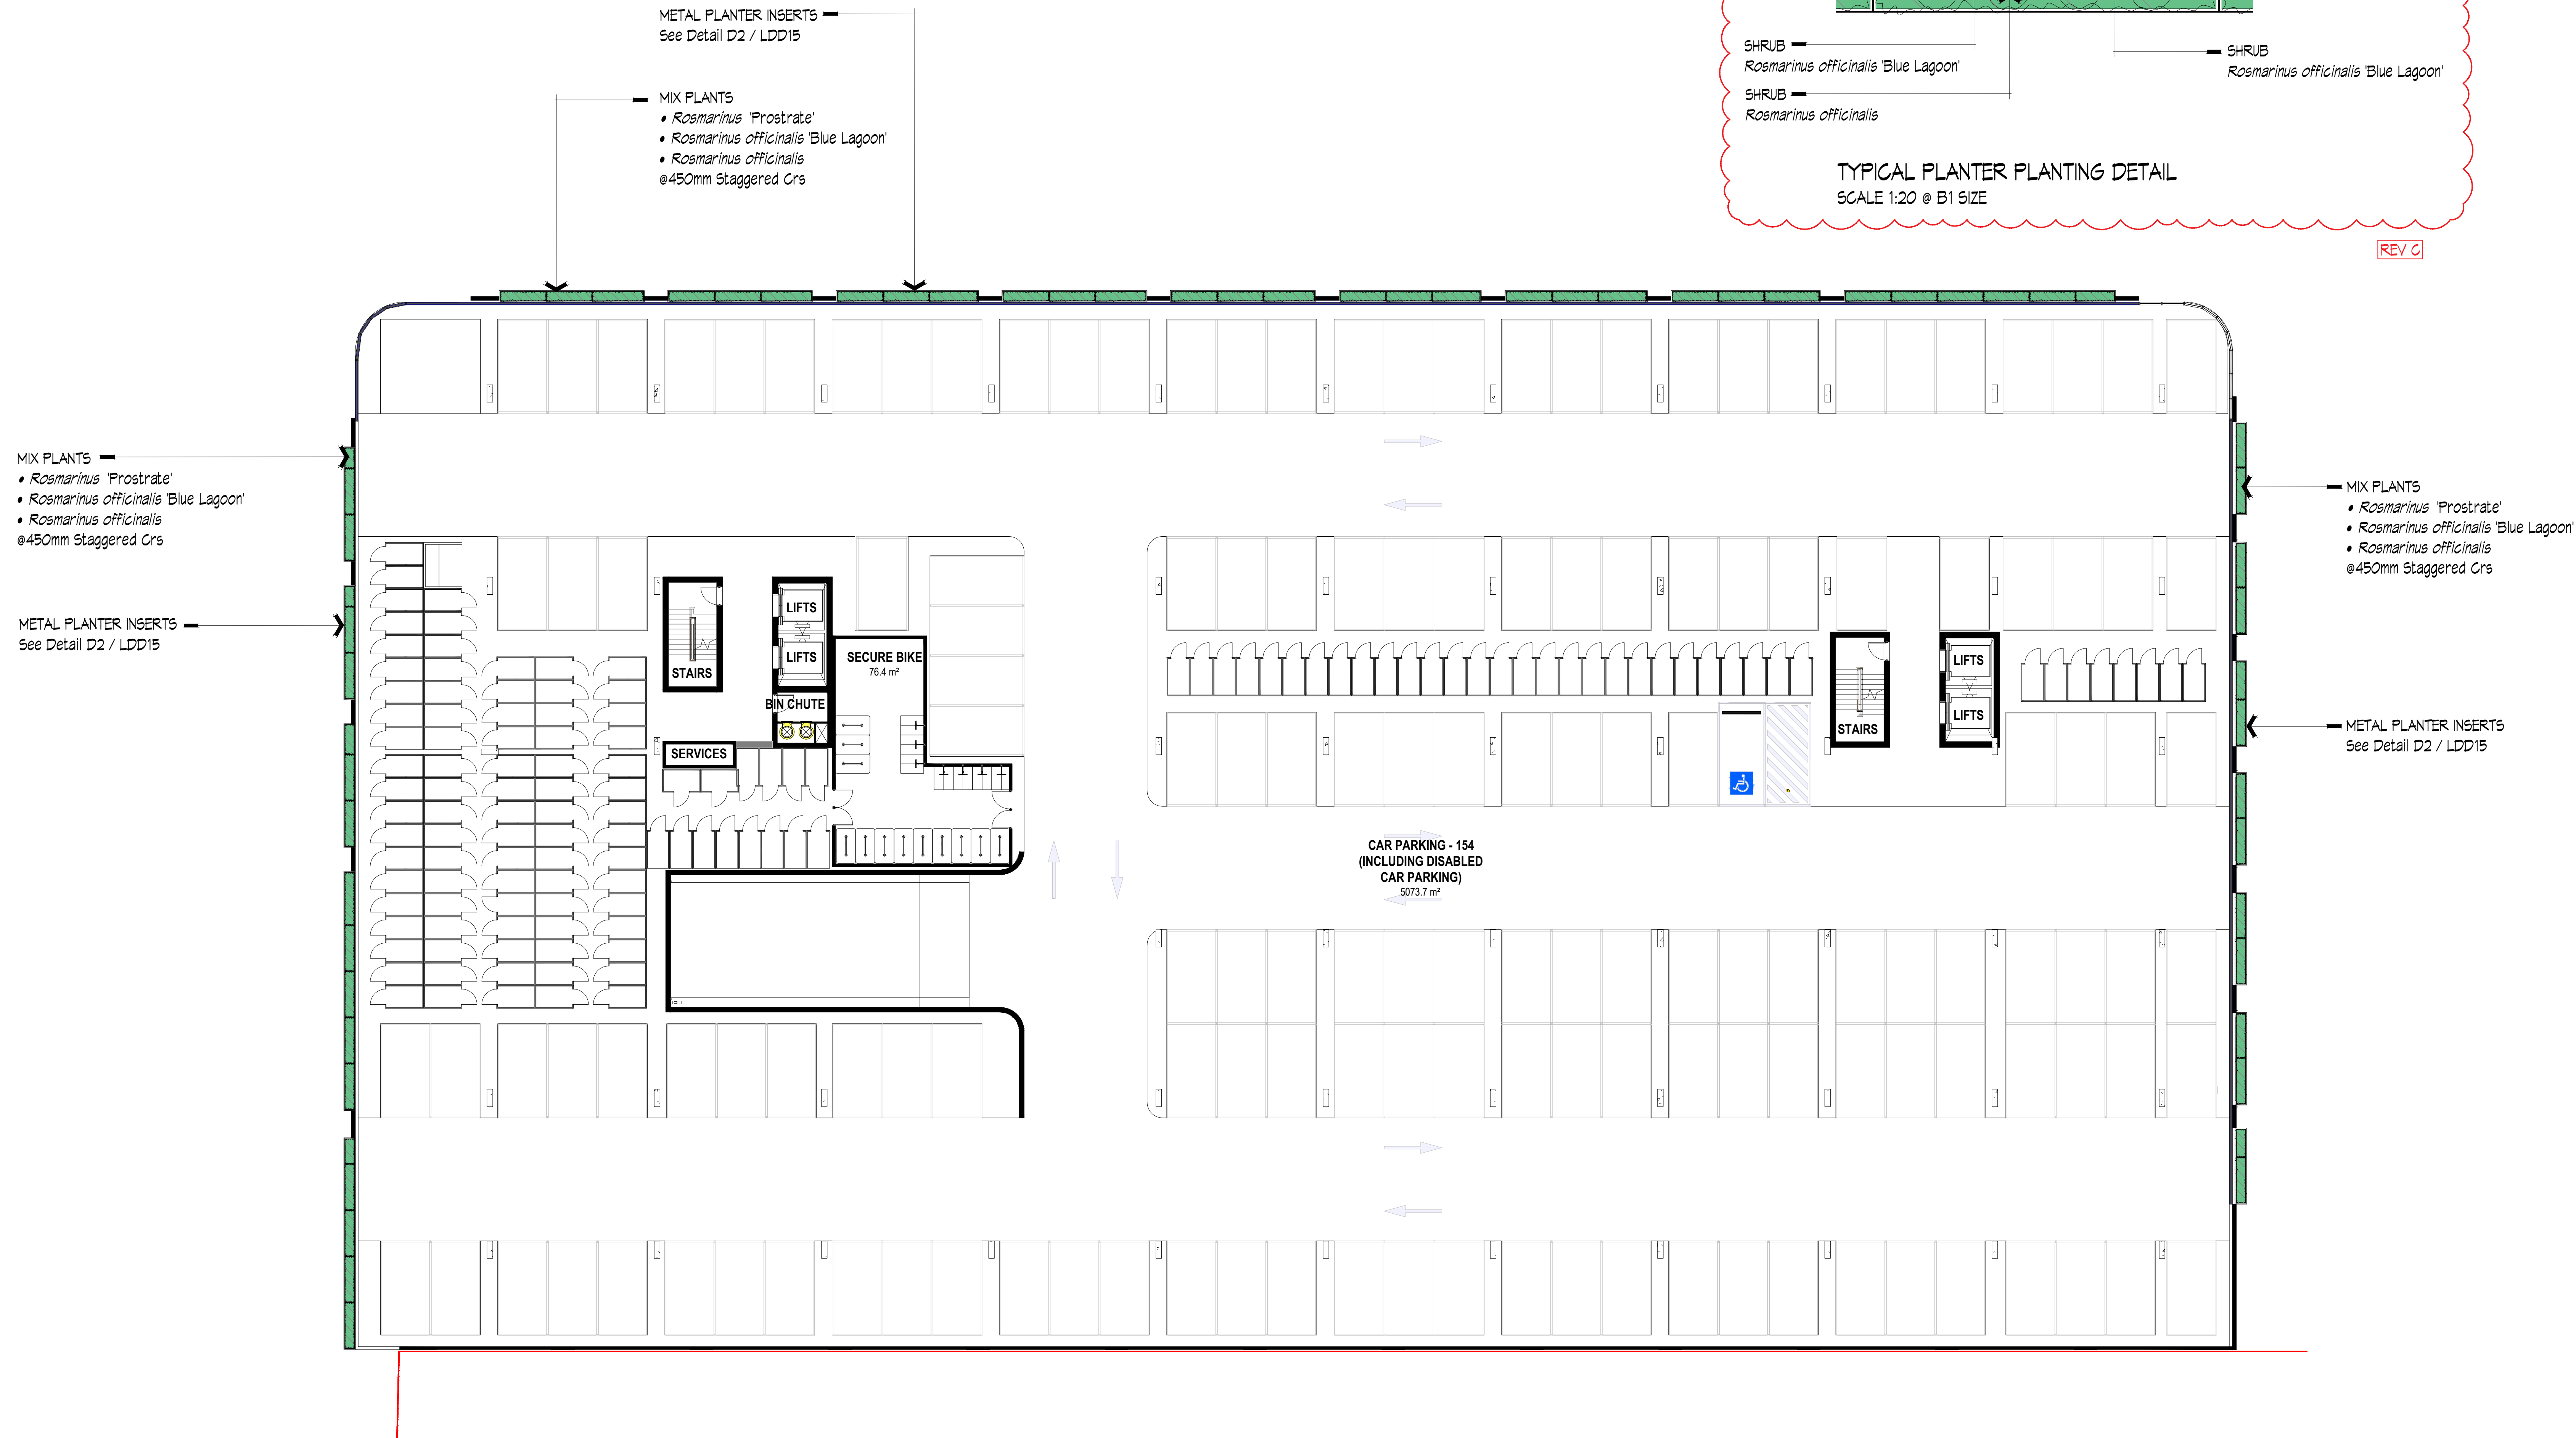 METAL PLANTER INSERTS
See Detail D2 / LDD15
MIX PLANTS
• Rosmarinus 'Prostrate'
• Rosmarinus officinalis 'Blue Lagoon'
• Rosmarinus officinalis
@450mm Staggered Crs
SHRUB
Rosmarinus officinalis 'Blue Lagoon'
SHRUB
Rosmarinus officinalis
SHRUB
Rosmarinus officinalis 'Blue Lagoon'
TYPICAL PLANTER PLANTING DETAIL
SCALE 1:20 @ B1 SIZE
REV C
MIX PLANTS
• Rosmarinus 'Prostrate'
• Rosmarinus officinalis 'Blue Lagoon'
• Rosmarinus officinalis
@450mm Staggered Crs
METAL PLANTER INSERTS
See Detail D2 / LDD15
STAIRS
LIFTS
LIFTS
SECURE BIKE
76.4 m²
BIN CHUTE
SERVICES
STAIRS
LIFTS
LIFTS
CAR PARKING - 154
(INCLUDING DISABLED
CAR PARKING)
5073.7 m²
MIX PLANTS
• Rosmarinus 'Prostrate'
• Rosmarinus officinalis 'Blue Lagoon'
• Rosmarinus officinalis
@450mm Staggered Crs
METAL PLANTER INSERTS
See Detail D2 / LDD15